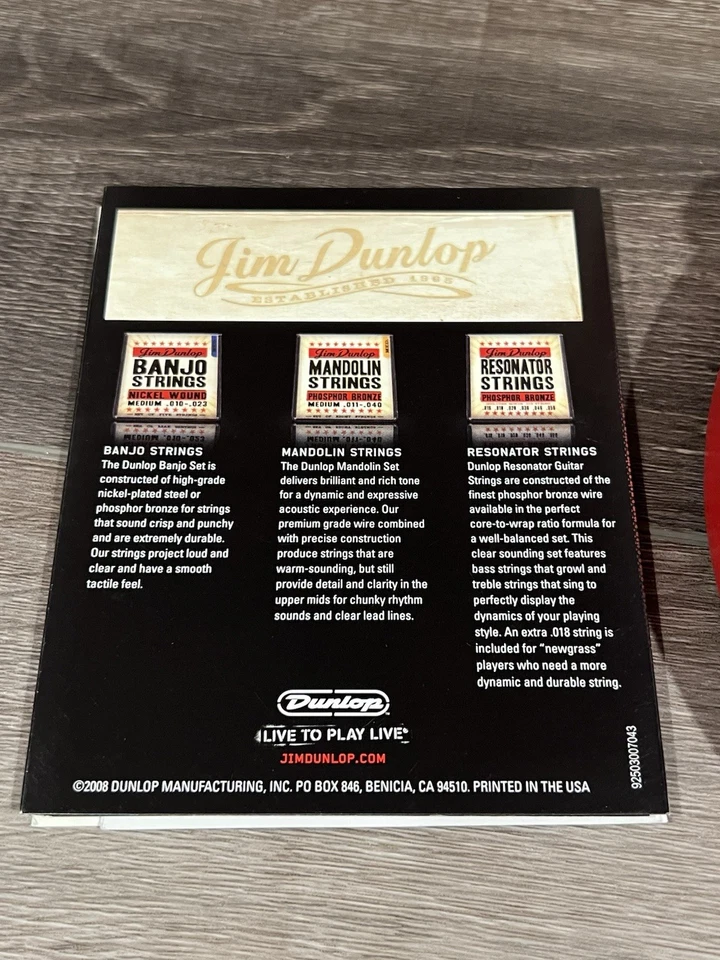 Jim Dunlop
ESTABLISHED 1965
Jim Dunlop
BANJO
STRINGS
NICKEL WOUND
MEDIUM .010-.023
Jim Dunlop
MANDOLIN
STRINGS
PHOSPHOR BRONZE
MEDIUM .011-.040
Jim Dunlop
RESONATOR
STRINGS
PHOSPHOR BRONZE
BANJO STRINGS
The Dunlop Banjo Set is
constructed of high-grade
nickel-plated steel or
phosphor bronze for strings
that sound crisp and punchy
and are extremely durable.
Our strings project loud and
clear and have a smooth
tactile feel.
MANDOLIN STRINGS
The Dunlop Mandolin Set
delivers brilliant and rich tone
for a dynamic and expressive
acoustic experience. Our
premium grade wire combined
with precise construction
produce strings that are
warm-sounding, but still
provide detail and clarity in the
upper mids for chunky rhythm
sounds and clear lead lines.
RESONATOR STRINGS
Dunlop Resonator Guitar
Strings are constructed of the
finest phosphor bronze wire
available in the perfect
core-to-wrap ratio formula for
a well-balanced set. This
clear sounding set features
bass strings that growl and
treble strings that sing to
perfectly display the
dynamics of your playing
style. An extra .018 string is
included for "newgrass"
players who need a more
dynamic and durable string.
Dunlop
LIVE TO PLAY LIVE®
JIMDUNLOP.COM
©2008 DUNLOP MANUFACTURING, INC. PO BOX 846, BENICIA, CA 94510. PRINTED IN THE USA
92503007043